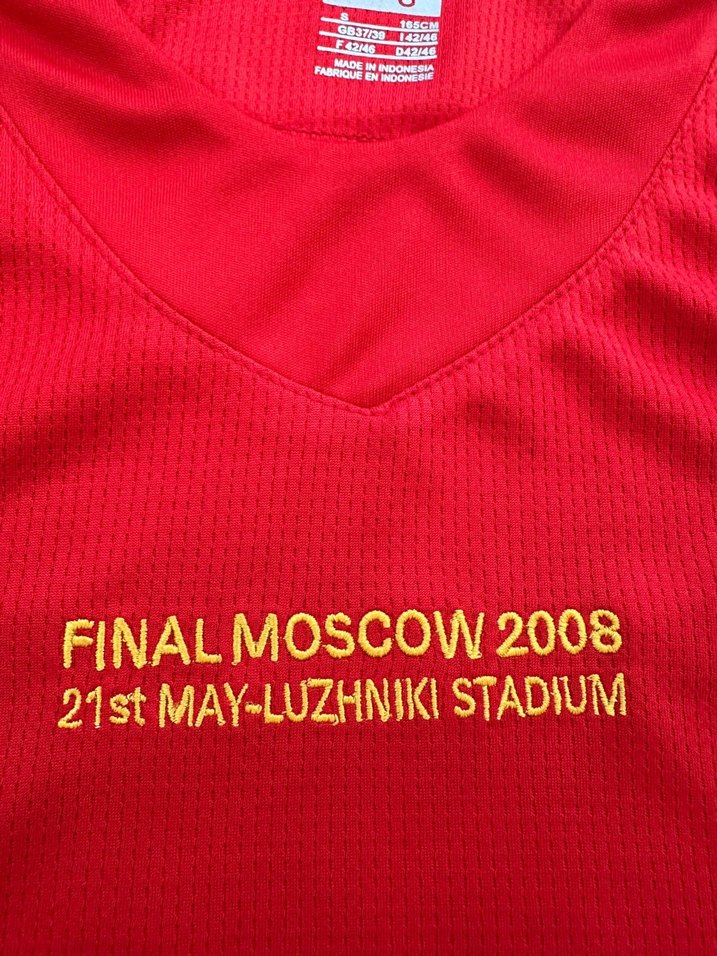 S 165CM
GB37/39 I 42/46
F 42/46 D42/46
MADE IN INDONESIA
FABRIQUE EN INDONESIE
FINAL MOSCOW 2008
21st MAY-LUZHNIKI STADIUM